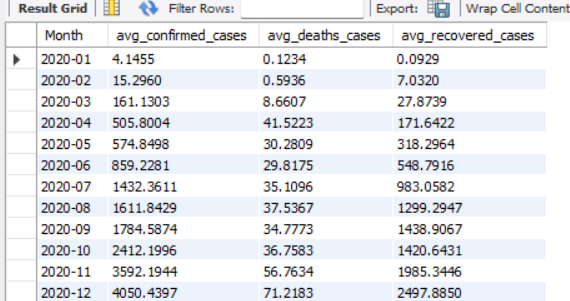 Result Grid Filter Rows: Export: Wrap Cell Content
Month avg_confirmed_cases avg_deaths_cases avg_recovered_cases
2020-01 4.1455 0.1234 0.0929
2020-02 15.2960 0.5936 7.0320
2020-03 161.1303 8.6607 27.8739
2020-04 505.8004 41.5223 171.6422
2020-05 574.8498 30.2809 318.2964
2020-06 859.2281 29.8175 548.7916
2020-07 1432.3611 35.1096 983.0582
2020-08 1611.8429 37.5367 1299.2947
2020-09 1784.5874 34.7773 1438.9067
2020-10 2412.1996 36.7583 1420.6431
2020-11 3592.1944 56.7634 1985.3446
2020-12 4050.4397 71.2183 2497.8850